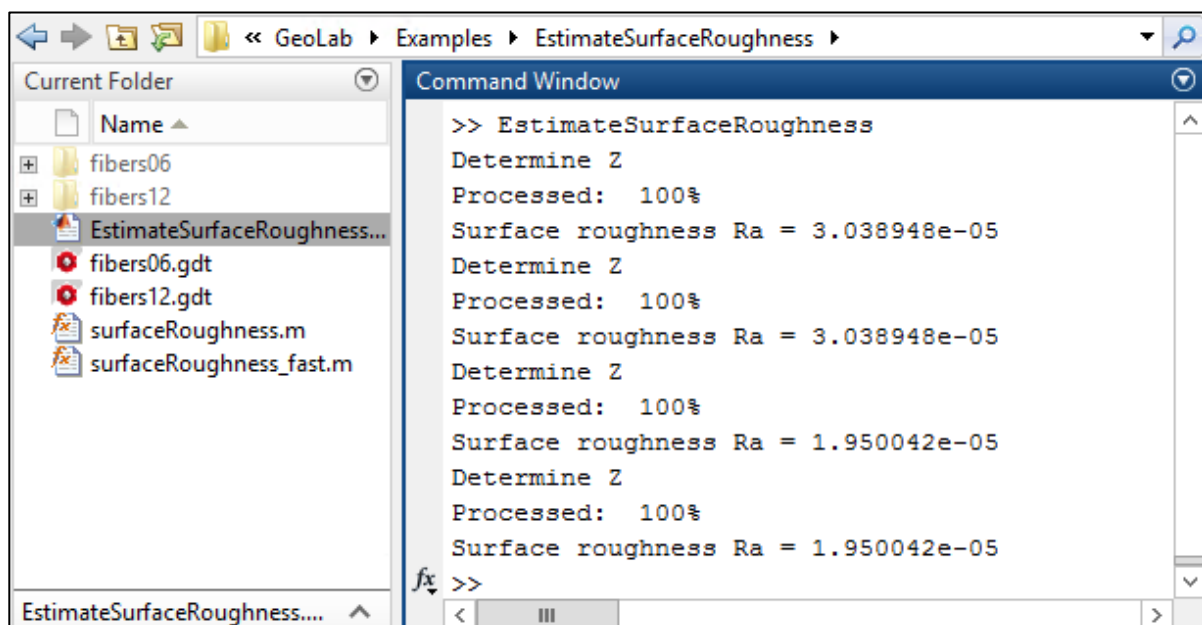 « GeoLab ▸ Examples ▸ EstimateSurfaceRoughness ▸
Current Folder
Name
fibers06
fibers12
EstimateSurfaceRoughness...
fibers06.gdt
fibers12.gdt
surfaceRoughness.m
surfaceRoughness_fast.m
EstimateSurfaceRoughness....
Command Window
>> EstimateSurfaceRoughness
Determine Z
Processed:  100%
Surface roughness Ra = 3.038948e-05
Determine Z
Processed:  100%
Surface roughness Ra = 3.038948e-05
Determine Z
Processed:  100%
Surface roughness Ra = 1.950042e-05
Determine Z
Processed:  100%
Surface roughness Ra = 1.950042e-05
fx >>